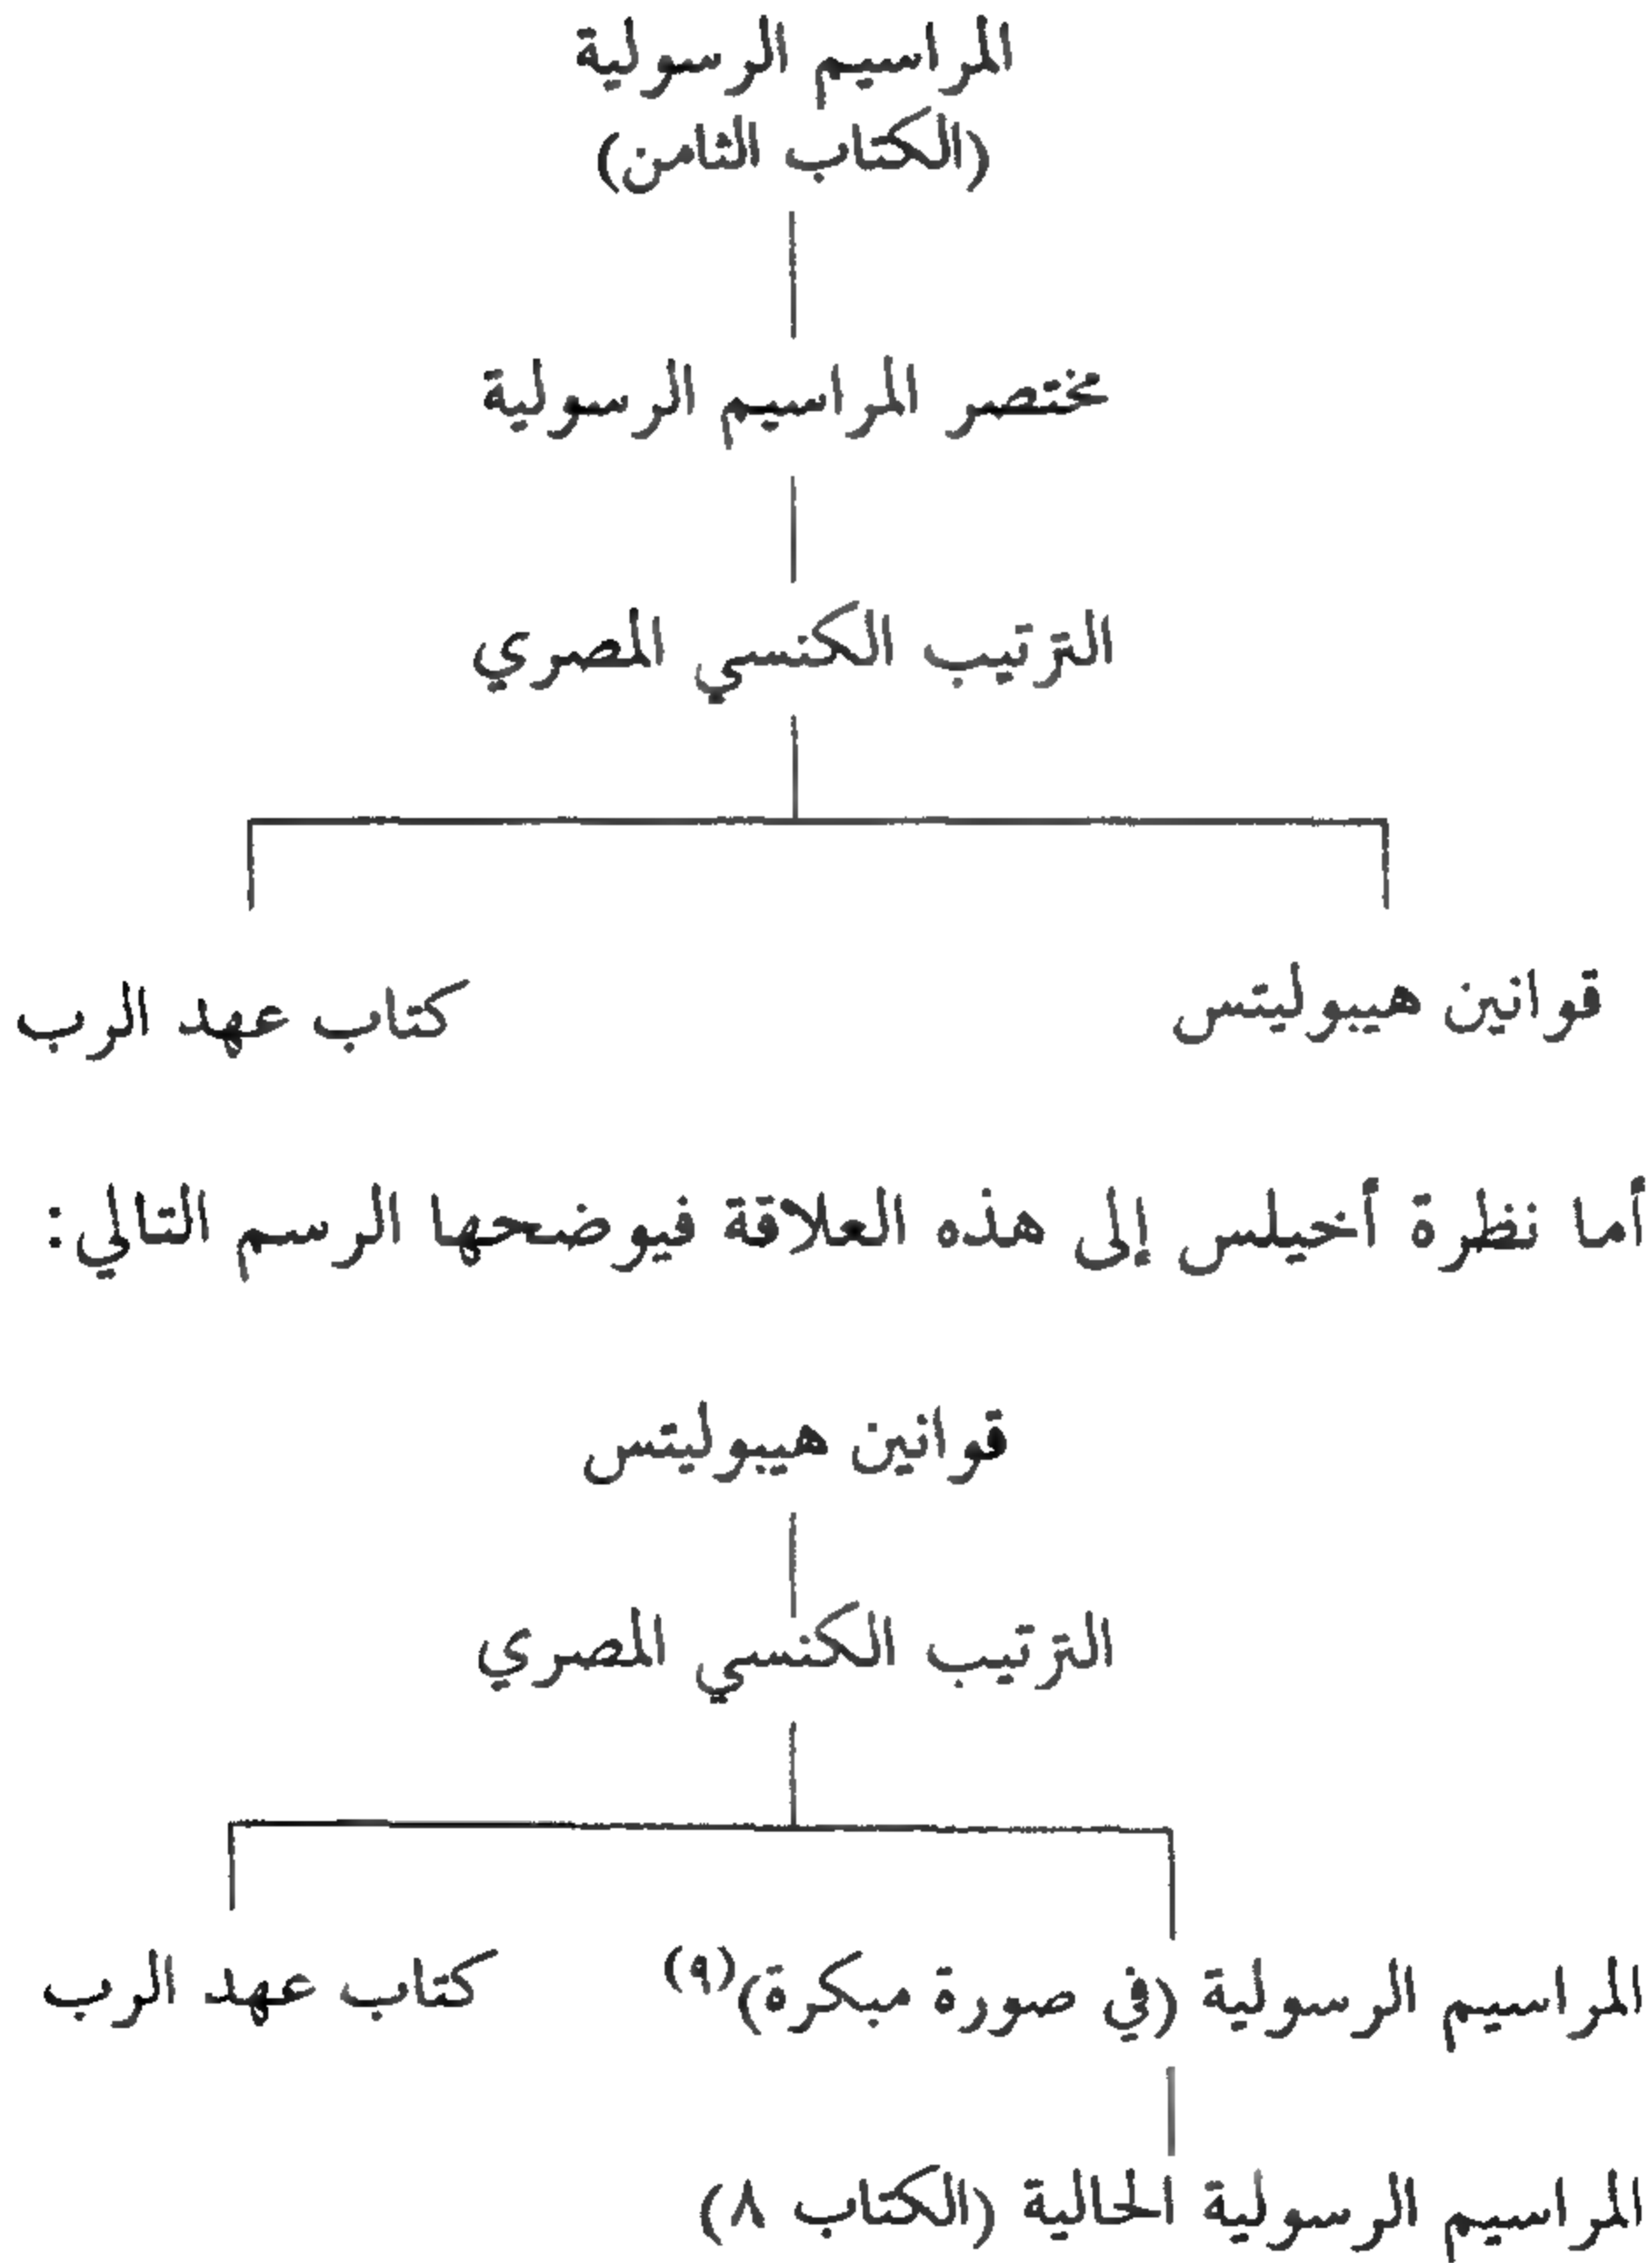 المراسيم الرسولية
(الكتاب الثامن)
مختصر المراسيم الرسولية
الترتيب الكنسي المصري
قوانين هيبوليتس
كتاب عهد الرب
أما نظرة أخيلس إلى هذه العلاقة فيوضحها الرسم التالي:
قوانين هيبوليتس
الترتيب الكنسي المصري
المراسيم الرسولية (في صورة مبكرة)(٩)
كتاب عهد الرب
المراسيم الرسولية الحالية (الكتاب ٨)